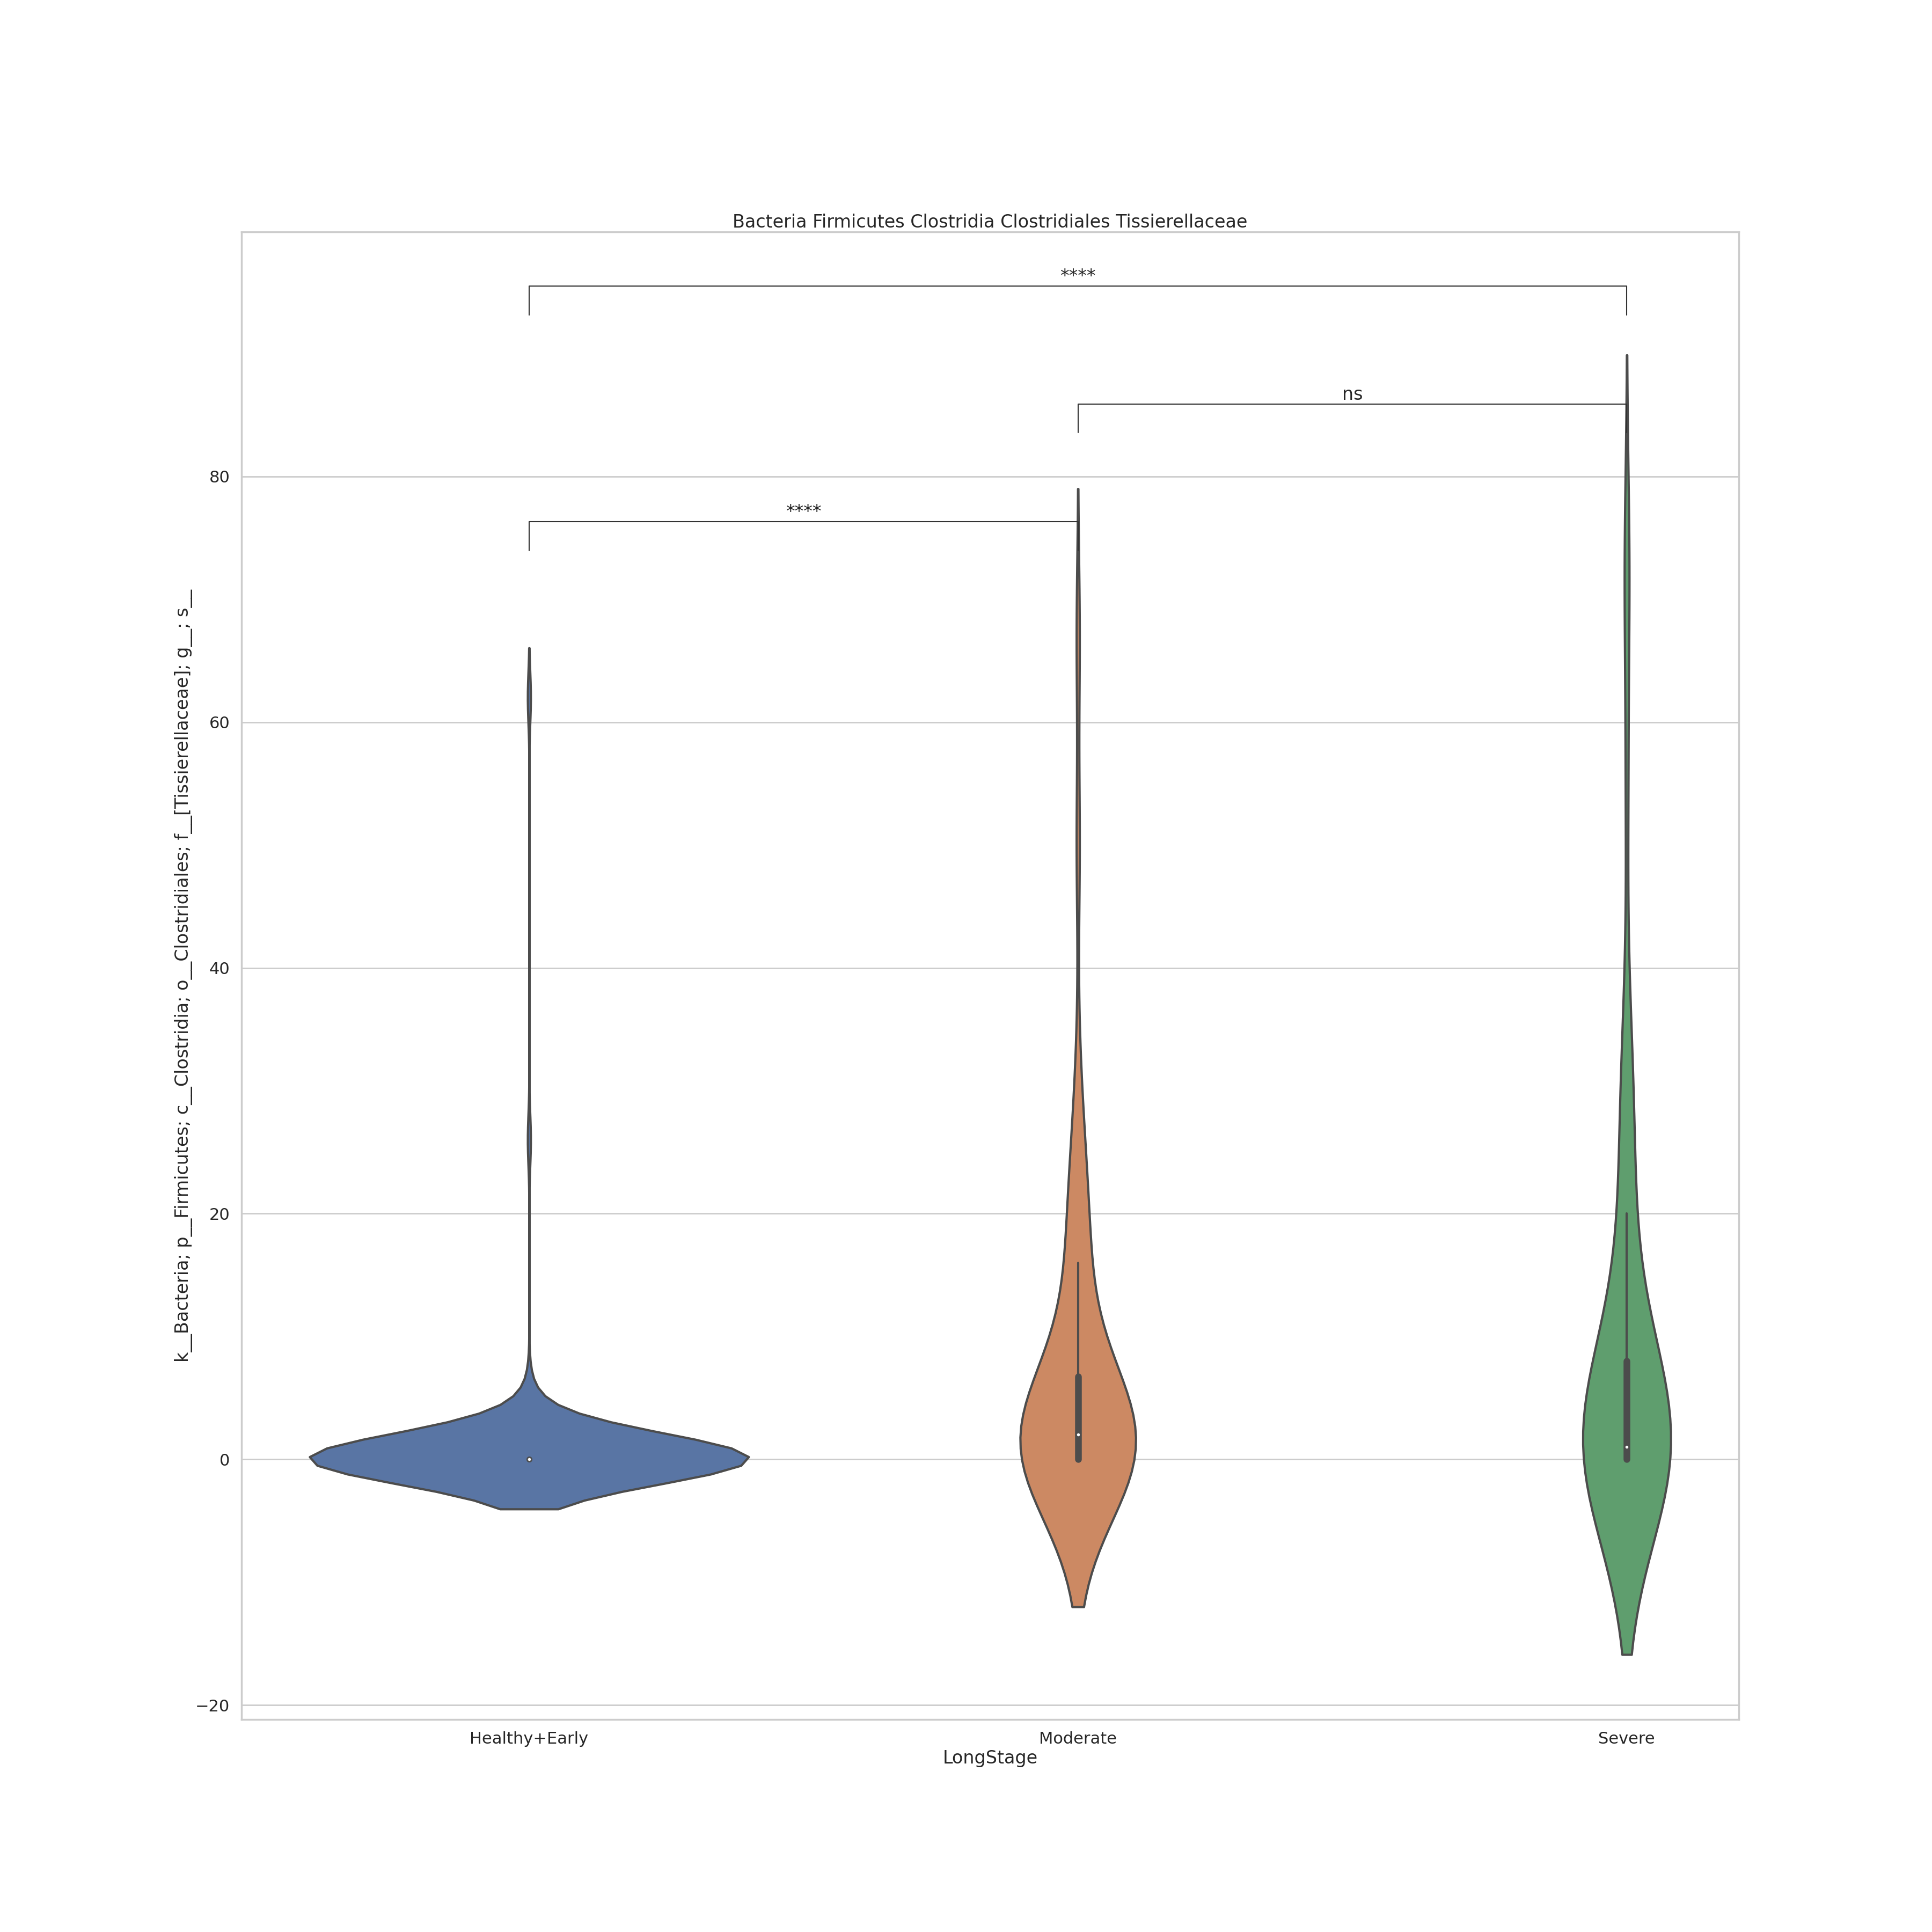 Bacteria Firmicutes Clostridia Clostridiales Tissierellaceae
****
ns
****
80
60
40
20
0
−20
k__Bacteria; p__Firmicutes; c__Clostridia; o__Clostridiales; f__[Tissierellaceae]; g__; s__
Healthy+Early Moderate Severe
LongStage